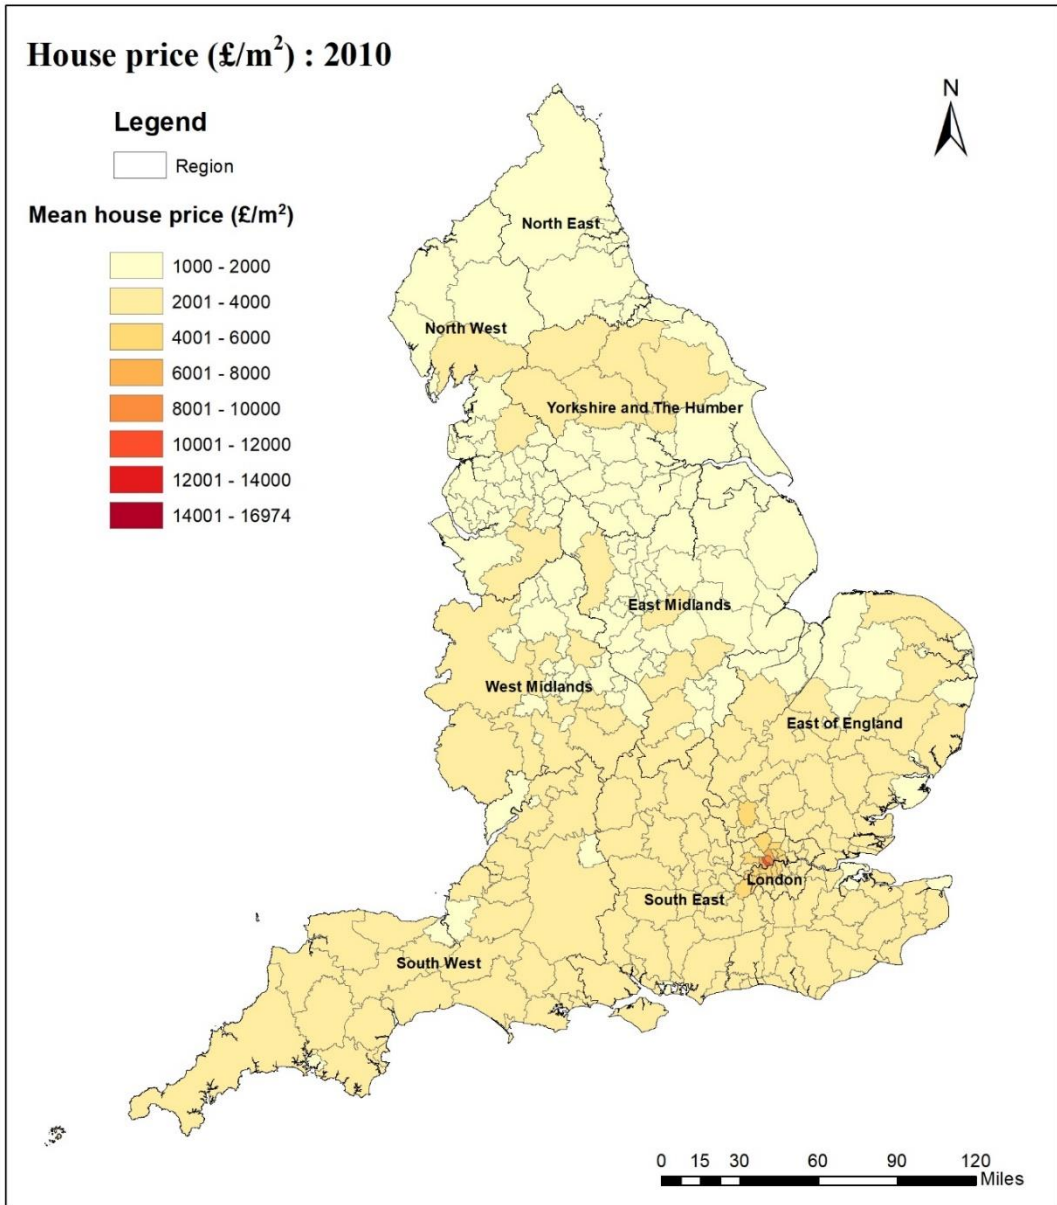 House price (£/m²) : 2010
N
Legend
Region
Mean house price (£/m²)
1000 - 2000
2001 - 4000
4001 - 6000
6001 - 8000
8001 - 10000
10001 - 12000
12001 - 14000
14001 - 16974
North East
North West
Yorkshire and The Humber
East Midlands
West Midlands
East of England
London
South East
South West
0 15 30 60 90 120
Miles